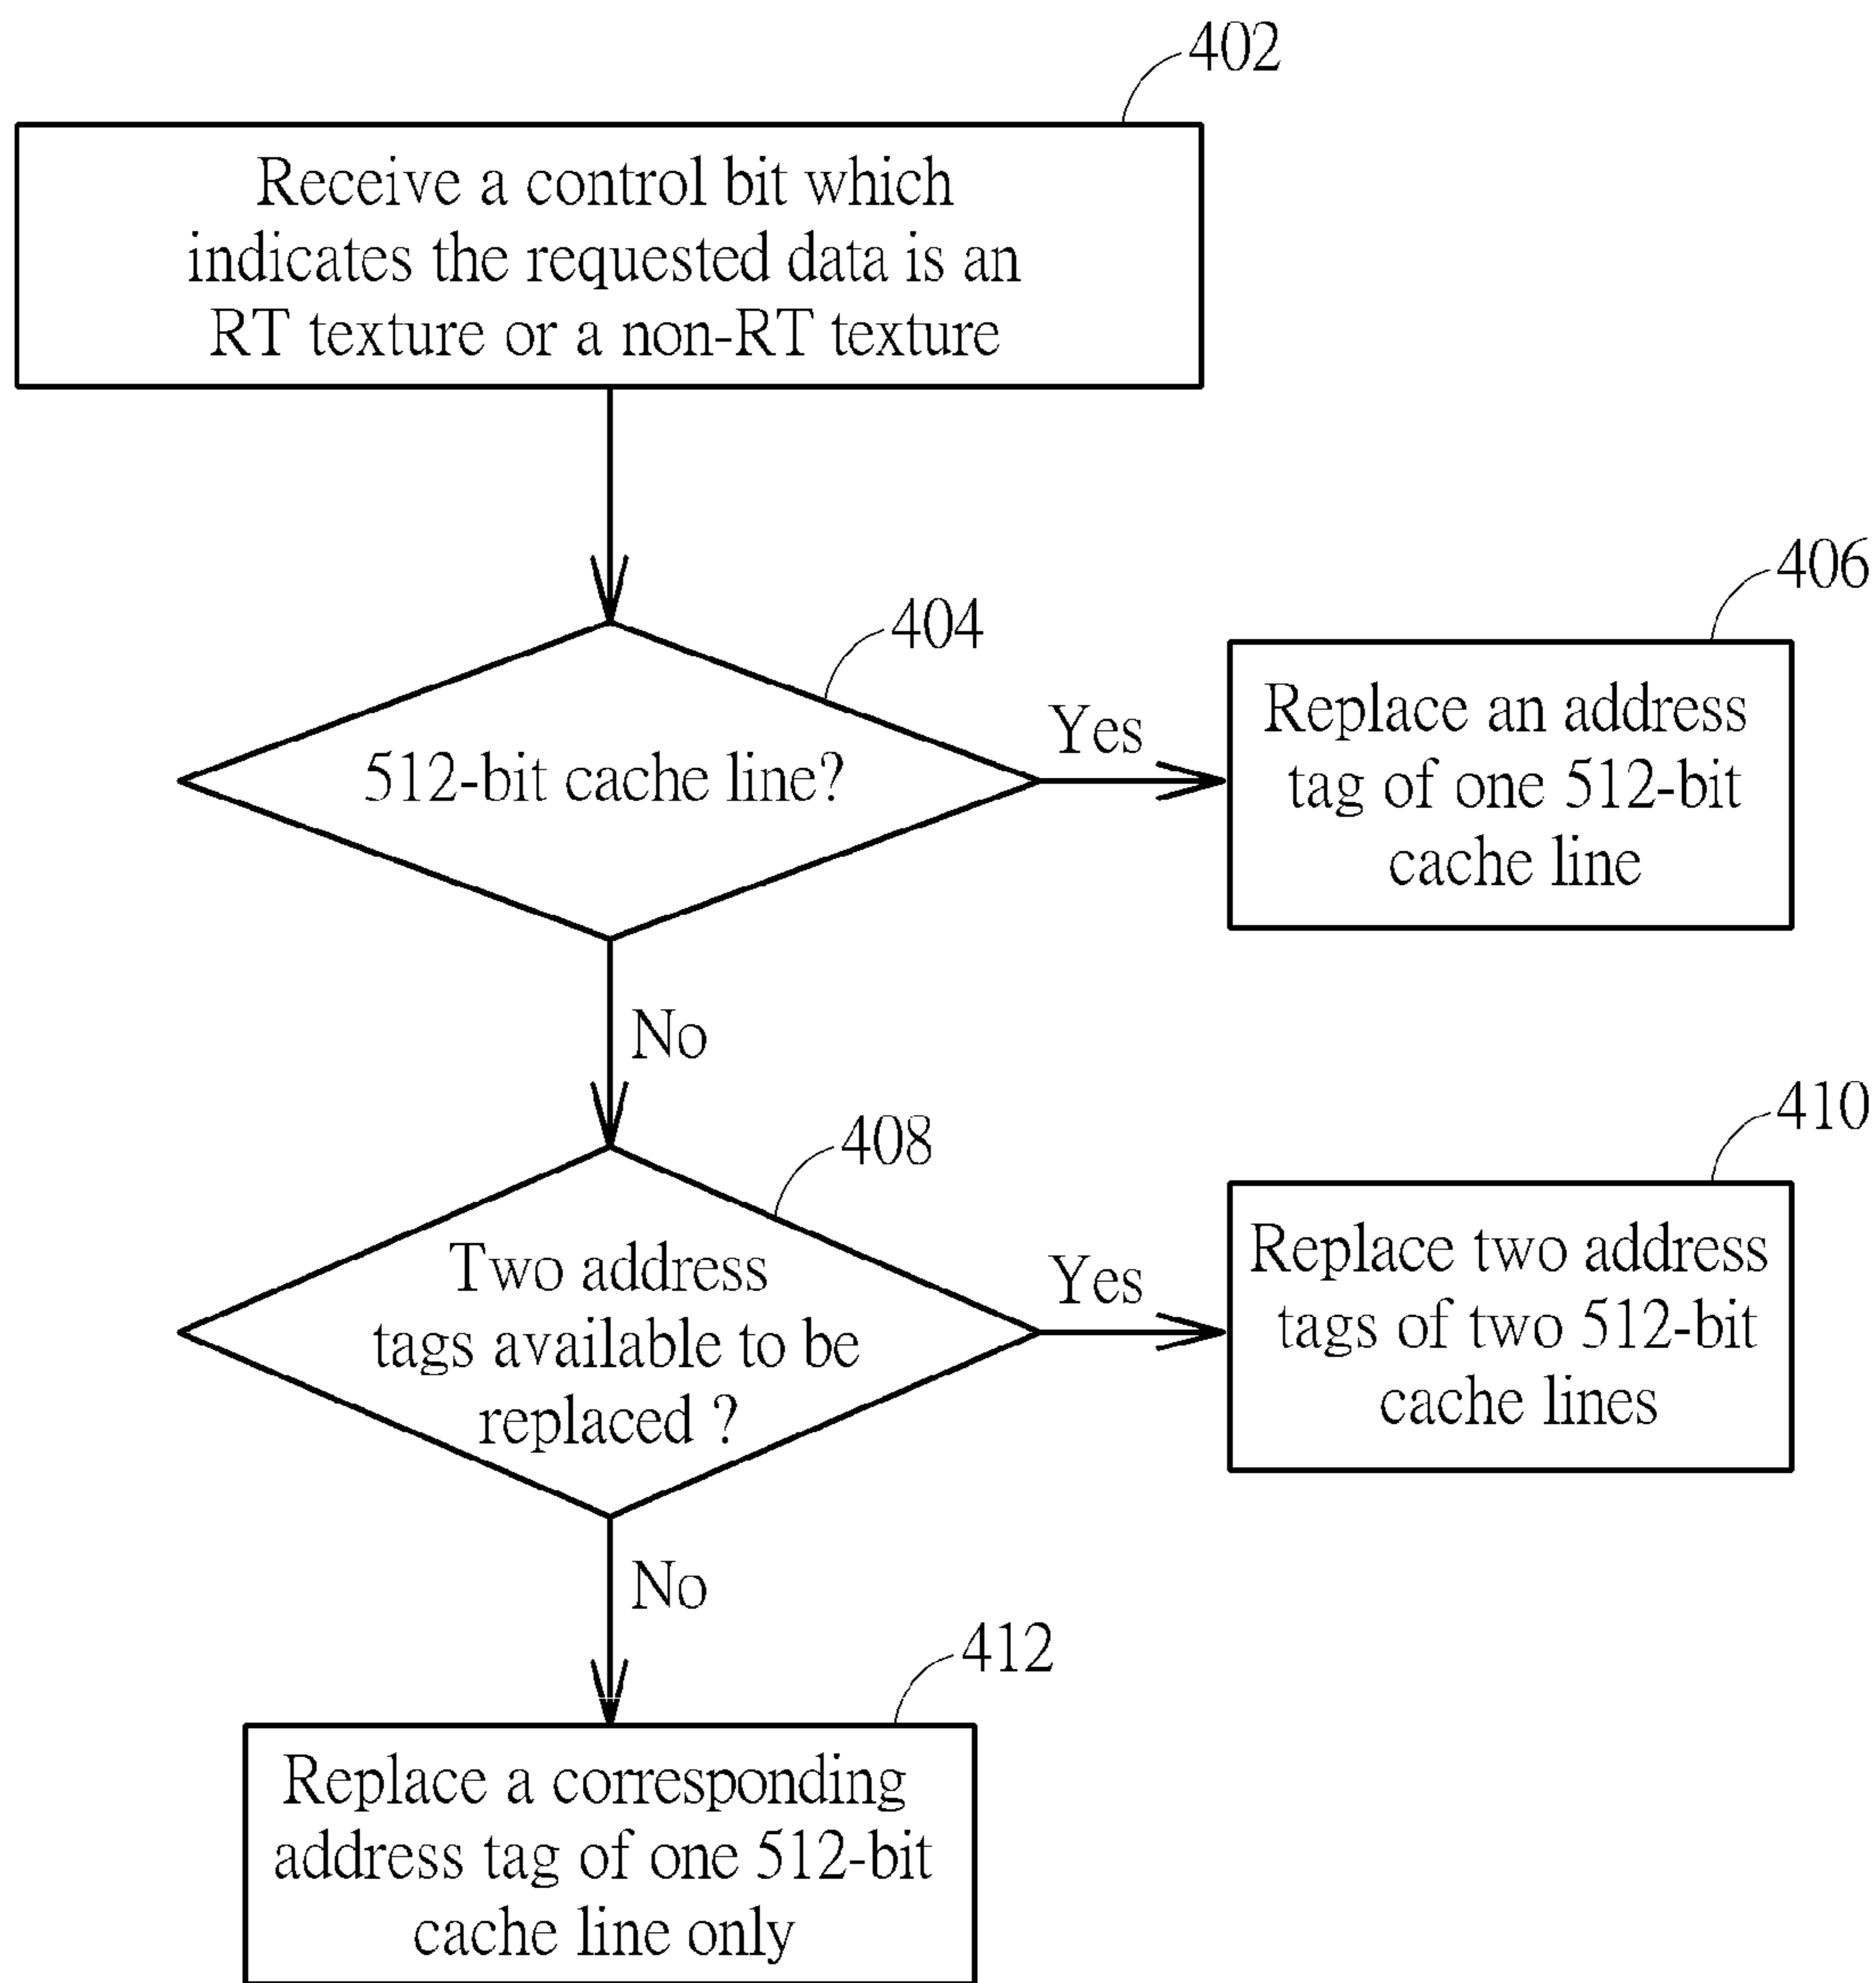 402
Receive a control bit which
indicates the requested data is an
RT texture or a non-RT texture
404
512-bit cache line?
Yes
406
Replace an address
tag of one 512-bit
cache line
No
408
Two address
tags available to be
replaced ?
Yes
410
Replace two address
tags of two 512-bit
cache lines
No
412
Replace a corresponding
address tag of one 512-bit
cache line only